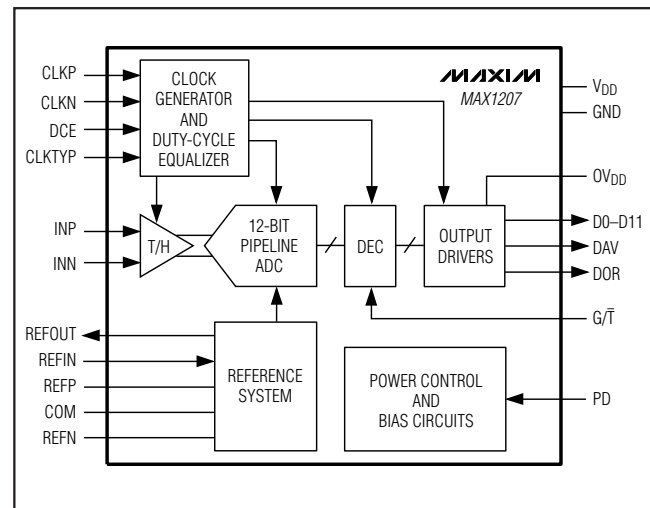 CLKP
CLKN
DCE
CLKTYP
INP
INN
REFOUT
REFIN
REFP
COM
REFN
CLOCK
GENERATOR
AND
DUTY-CYCLE
EQUALIZER
MAXIM
MAX1207
T/H
12-BIT
PIPELINE
ADC
DEC
OUTPUT
DRIVERS
REFERENCE
SYSTEM
POWER CONTROL
AND
BIAS CIRCUITS
VDD
GND
OVDD
D0–D11
DAV
DOR
G/T̅
PD